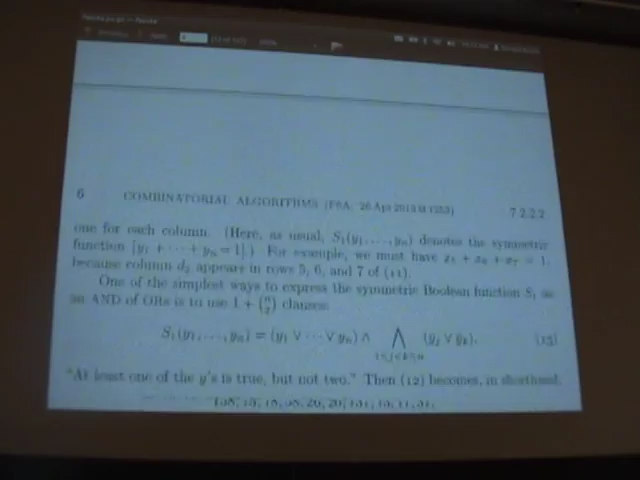 6 COMBINATORIAL ALGORITHMS (F6A: 26 Apr 2013 @ 1253) 7.2.2.2
one for each column. (Here, as usual, S₁(y₁, ..., yₙ) denotes the symmetric
function [y₁ + ··· + yₙ = 1].) For example, we must have x₅ + x₆ + x₇ = 1,
because column d₂ appears in rows 5, 6, and 7 of (11).
One of the simplest ways to express the symmetric Boolean function S₁ as
an AND of ORs is to use 1 + (ⁿ₂) clauses:
S₁(y₁, ..., yₙ) = (y₁ ∨ ··· ∨ yₙ) ∧ ⋀ (ȳⱼ ∨ ȳₖ). (13)
1≤j<k≤n
"At least one of the y's is true, but not two." Then (12) becomes, in shorthand,